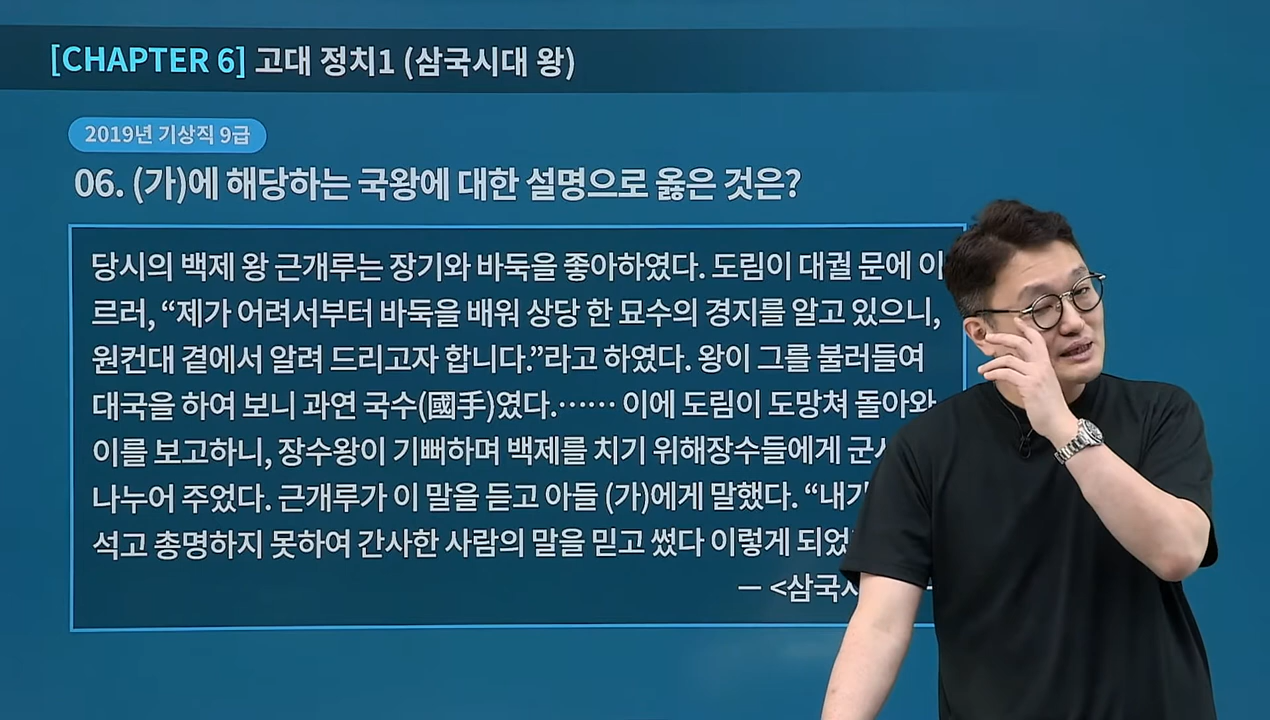 [CHAPTER 6] 고대 정치1 (삼국시대 왕)
2019년 기상직 9급
06. (가)에 해당하는 국왕에 대한 설명으로 옳은 것은?
당시의 백제 왕 근개루는 장기와 바둑을 좋아하였다. 도림이 대궐 문에 이
르러, “제가 어려서부터 바둑을 배워 상당 한 묘수의 경지를 알고 있으니,
원컨대 곁에서 알려 드리고자 합니다.”라고 하였다. 왕이 그를 불러들여
대국을 하여 보니 과연 국수(國手)였다.…… 이에 도림이 도망쳐 돌아와
이를 보고하니, 장수왕이 기뻐하며 백제를 치기 위해장수들에게
나누어 주었다. 근개루가 이 말을 듣고 아들 (가)에게 말했다. “내가
석고 총명하지 못하여 간사한 사람의 말을 믿고 썼다 이렇게